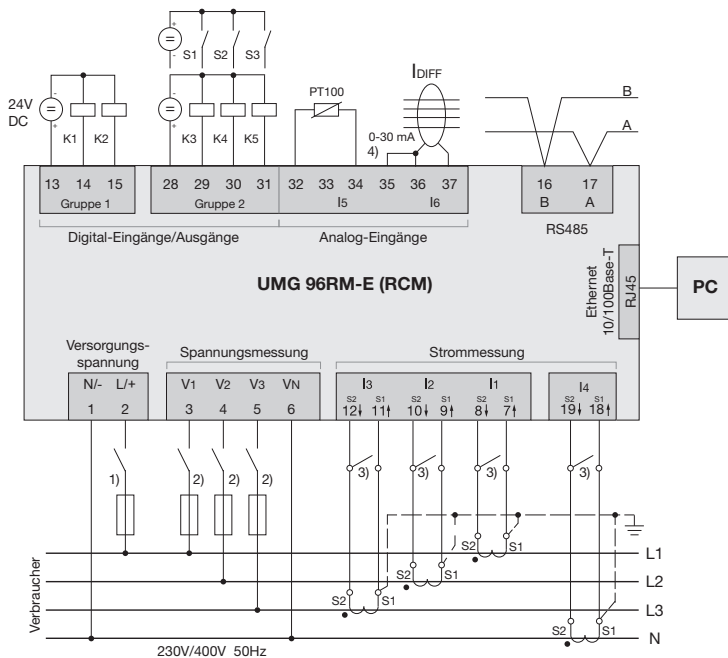 S1 S2 S3
24V
DC
K1 K2
K3 K4 K5
PT100
IDIFF
0-30 mA
4)
B
A
13 14 15
Gruppe 1
28 29 30 31
Gruppe 2
32 33 34 35 36 37
I5 I6
16 17
B A
Digital-Eingänge/Ausgänge
Analog-Eingänge
RS485
UMG 96RM-E (RCM)
Ethernet
10/100Base-T
RJ45
PC
Versorgungs-
spannung
Spannungsmessung
Strommessung
N/- L/+
1 2
V1 V2 V3 VN
3 4 5 6
I3 I2 I1
S2 S1 S2 S1 S2 S1
12 11 10 9 8 7
I4
S2 S1
19 18
1) 2) 2) 2) 3) 3) 3) 3)
S2 S1
S2 S1
S2 S1
S2 S1
Verbraucher
L1
L2
L3
N
230V/400V 50Hz